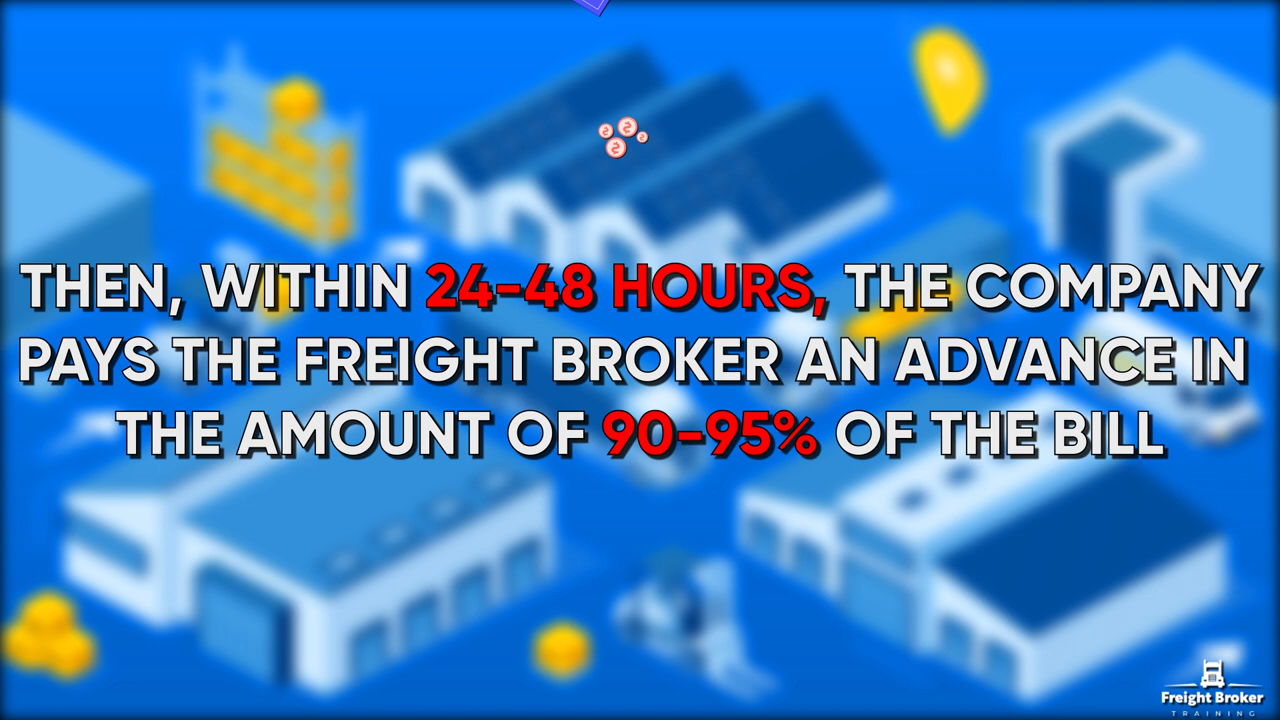 THEN, WITHIN 24-48 HOURS, THE COMPANY
PAYS THE FREIGHT BROKER AN ADVANCE IN
THE AMOUNT OF 90-95% OF THE BILL
Freight Broker
TRAINING